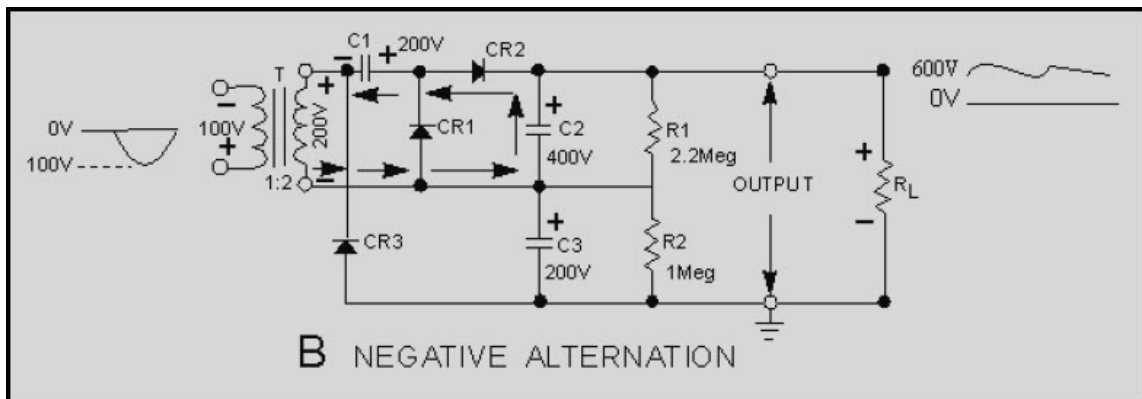 C1
200V
CR2
T
0V
100V
100V
200V
1:2
CR1
C2
400V
R1
2.2Meg
OUTPUT
RL
600V
0V
CR3
C3
200V
R2
1Meg
B NEGATIVE ALTERNATION